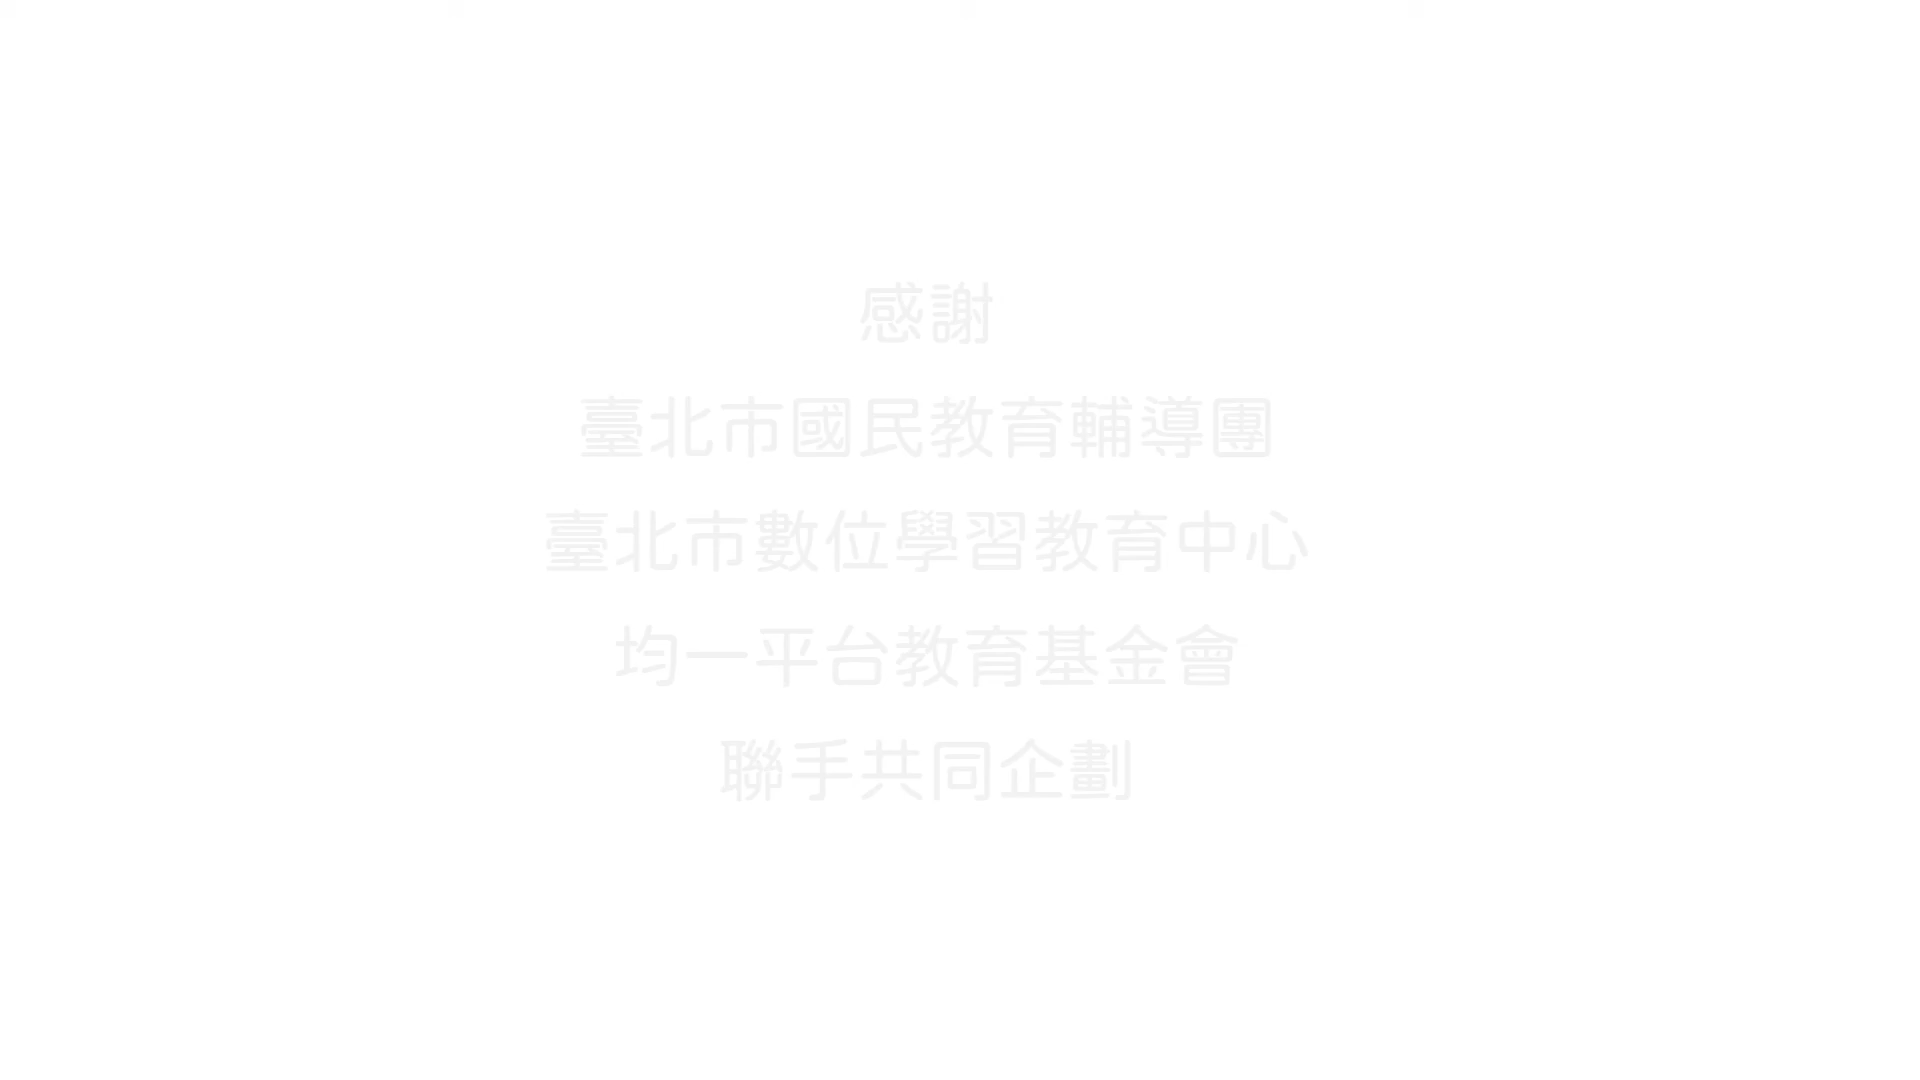 感謝
臺北市國民教育輔導團
臺北市數位學習教育中心
均一平台教育基金會
聯手共同企劃